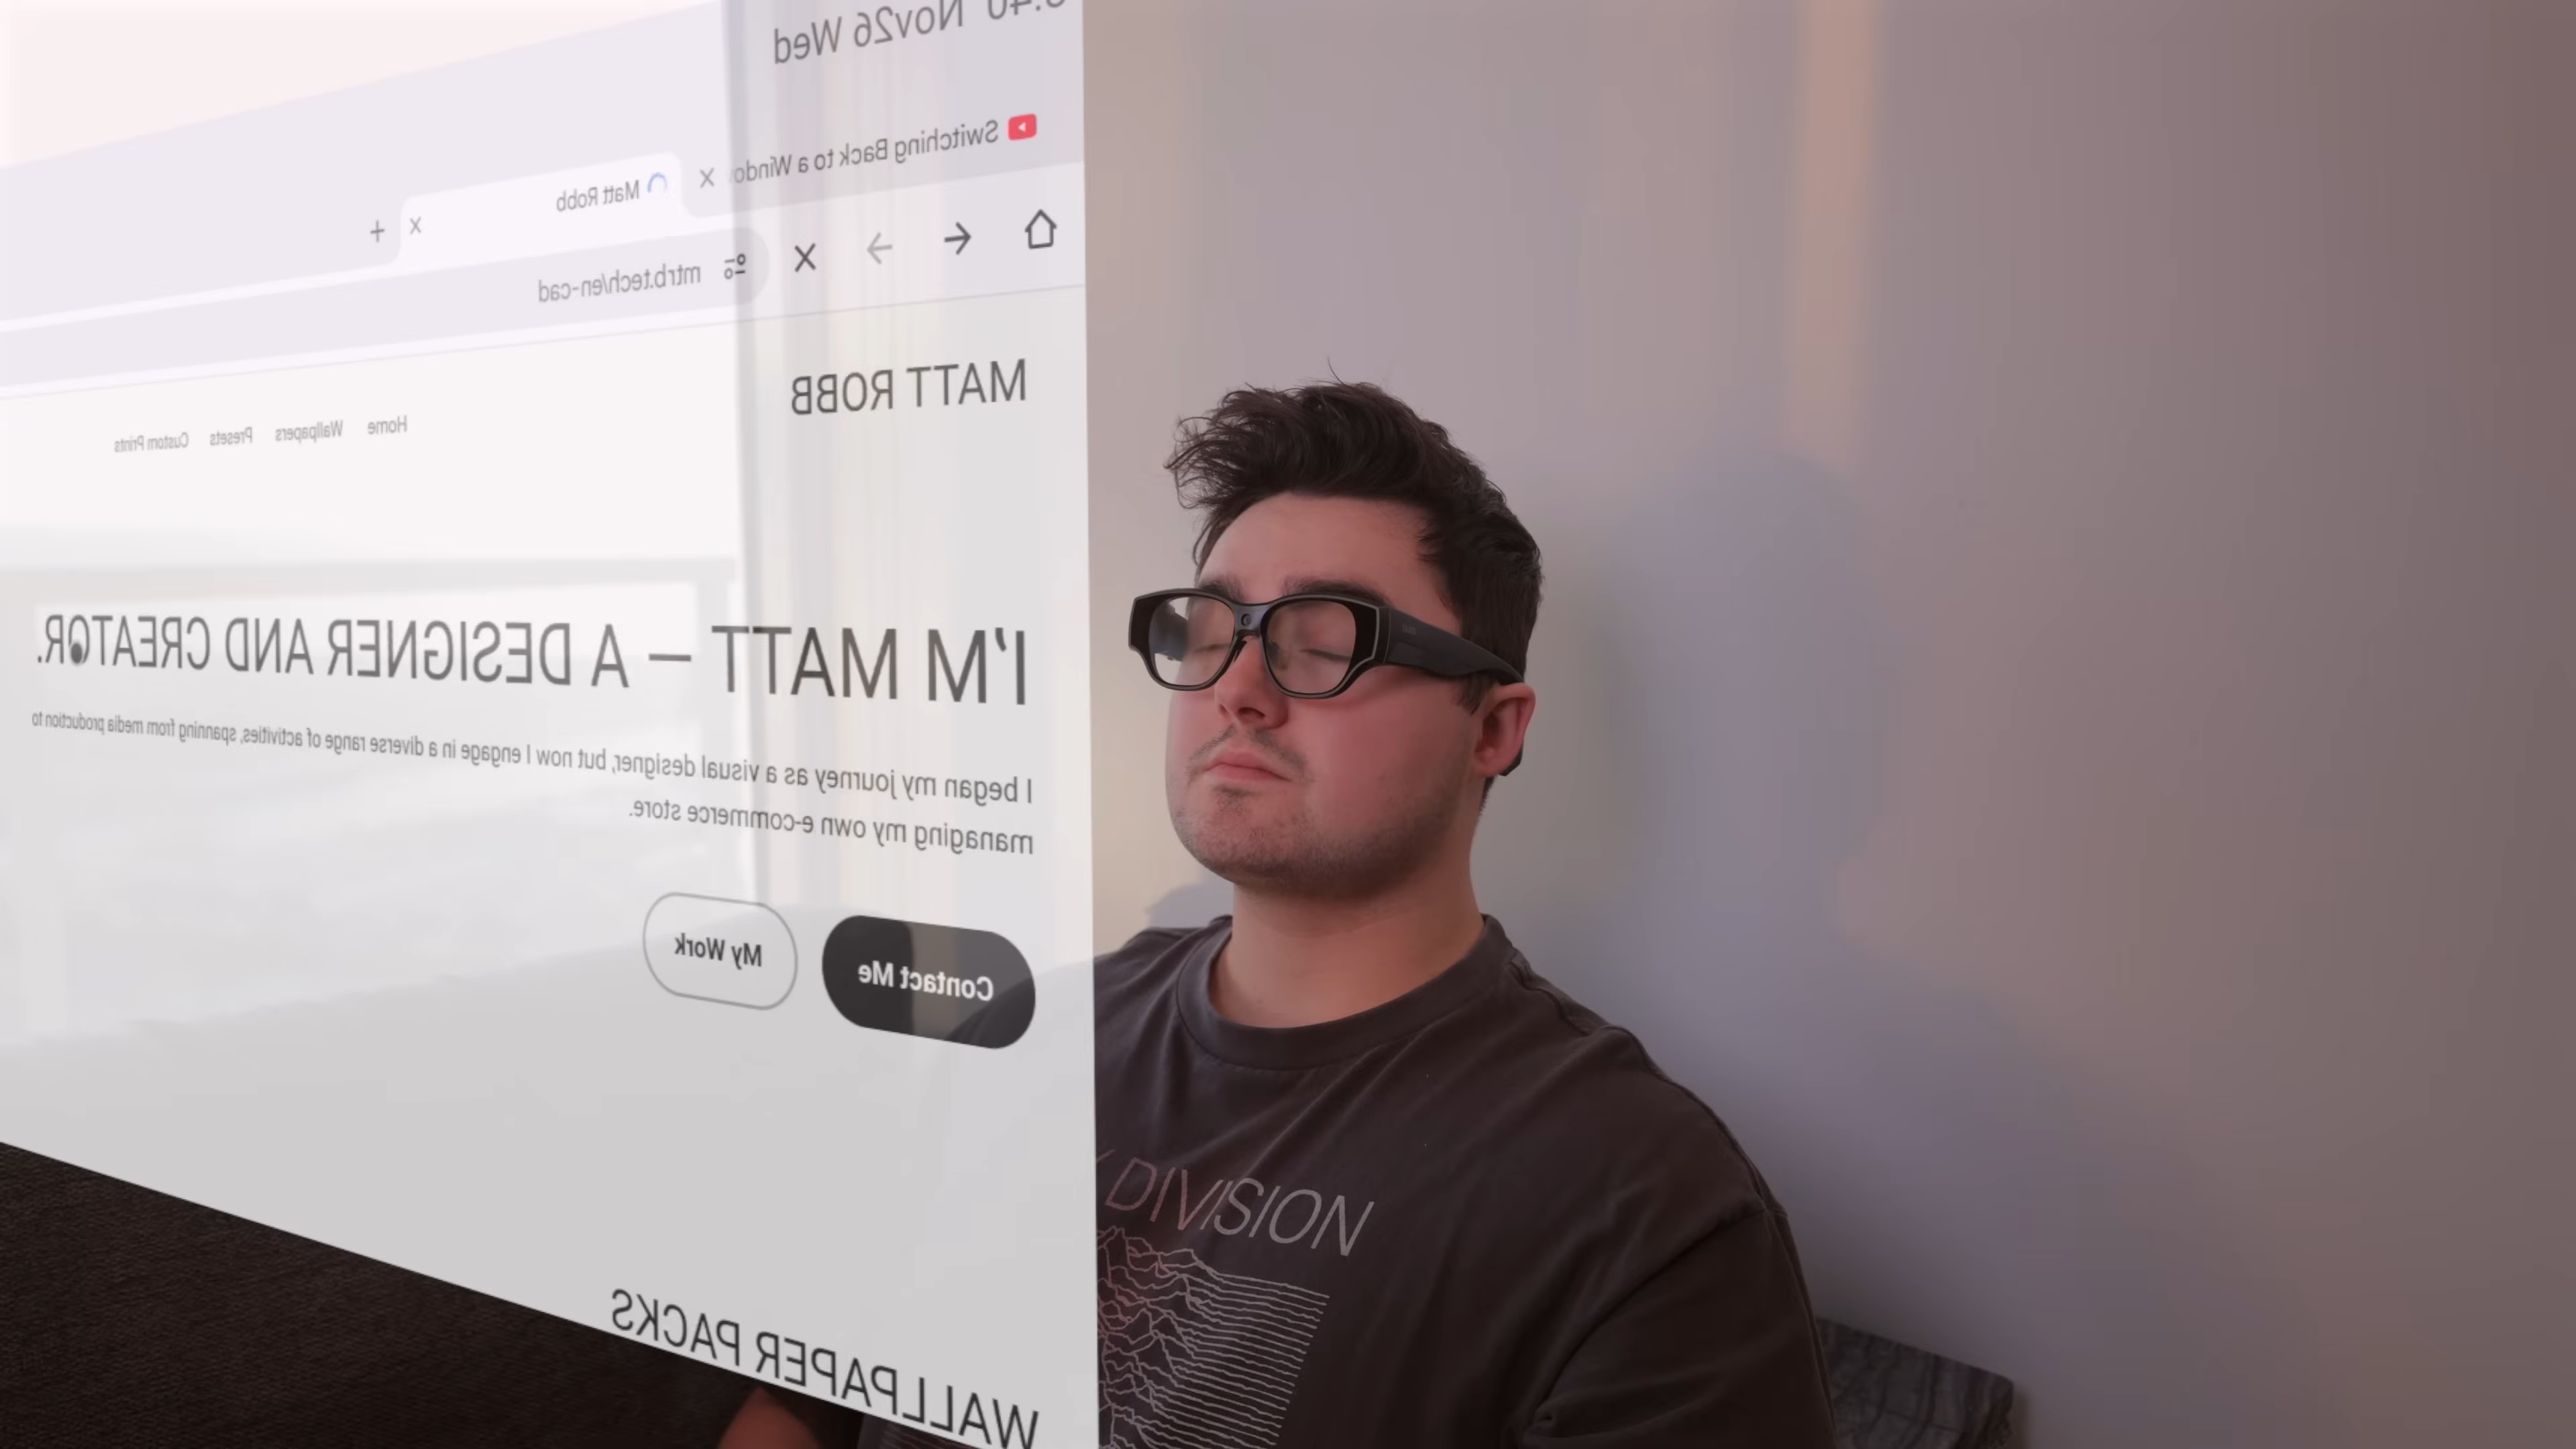 Nov26 Wed
Switching Back to a Windo
Matt Robb
mtrb.tech/en-cad
MATT ROBB
Home Wallpapers Presets Custom Prints
I'M MATT — A DESIGNER AND CREATOR.
I began my journey as a visual designer, but now I engage in a diverse range of activities, spanning from media production to
managing my own e-commerce store.
Contact Me My Work
WALLPAPER PACKS
DIVISION